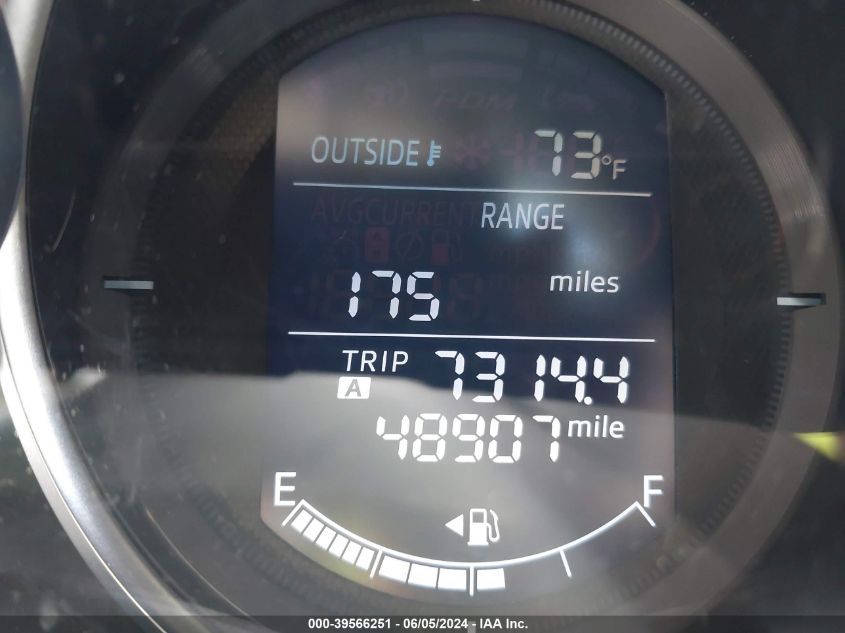 OUTSIDE 73°F
RANGE
175 miles
TRIP A 7314.4
48907 mile
E F
000-39566251 - 06/05/2024 - IAA Inc.